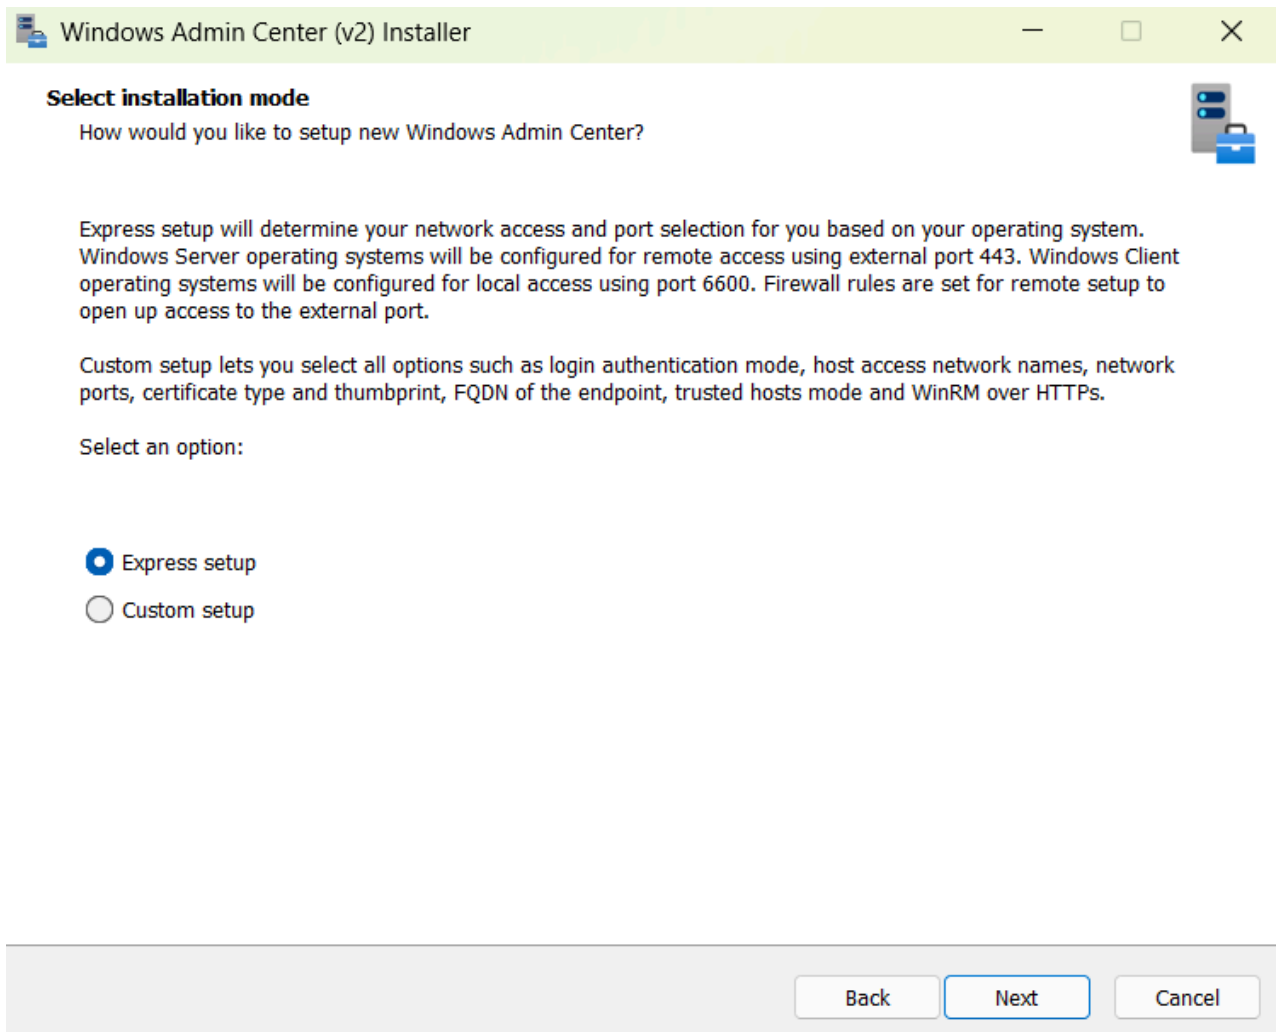 Windows Admin Center (v2) Installer
Select installation mode
How would you like to setup new Windows Admin Center?
Express setup will determine your network access and port selection for you based on your operating system.
Windows Server operating systems will be configured for remote access using external port 443. Windows Client
operating systems will be configured for local access using port 6600. Firewall rules are set for remote setup to
open up access to the external port.
Custom setup lets you select all options such as login authentication mode, host access network names, network
ports, certificate type and thumbprint, FQDN of the endpoint, trusted hosts mode and WinRM over HTTPs.
Select an option:
Express setup
Custom setup
Back Next Cancel